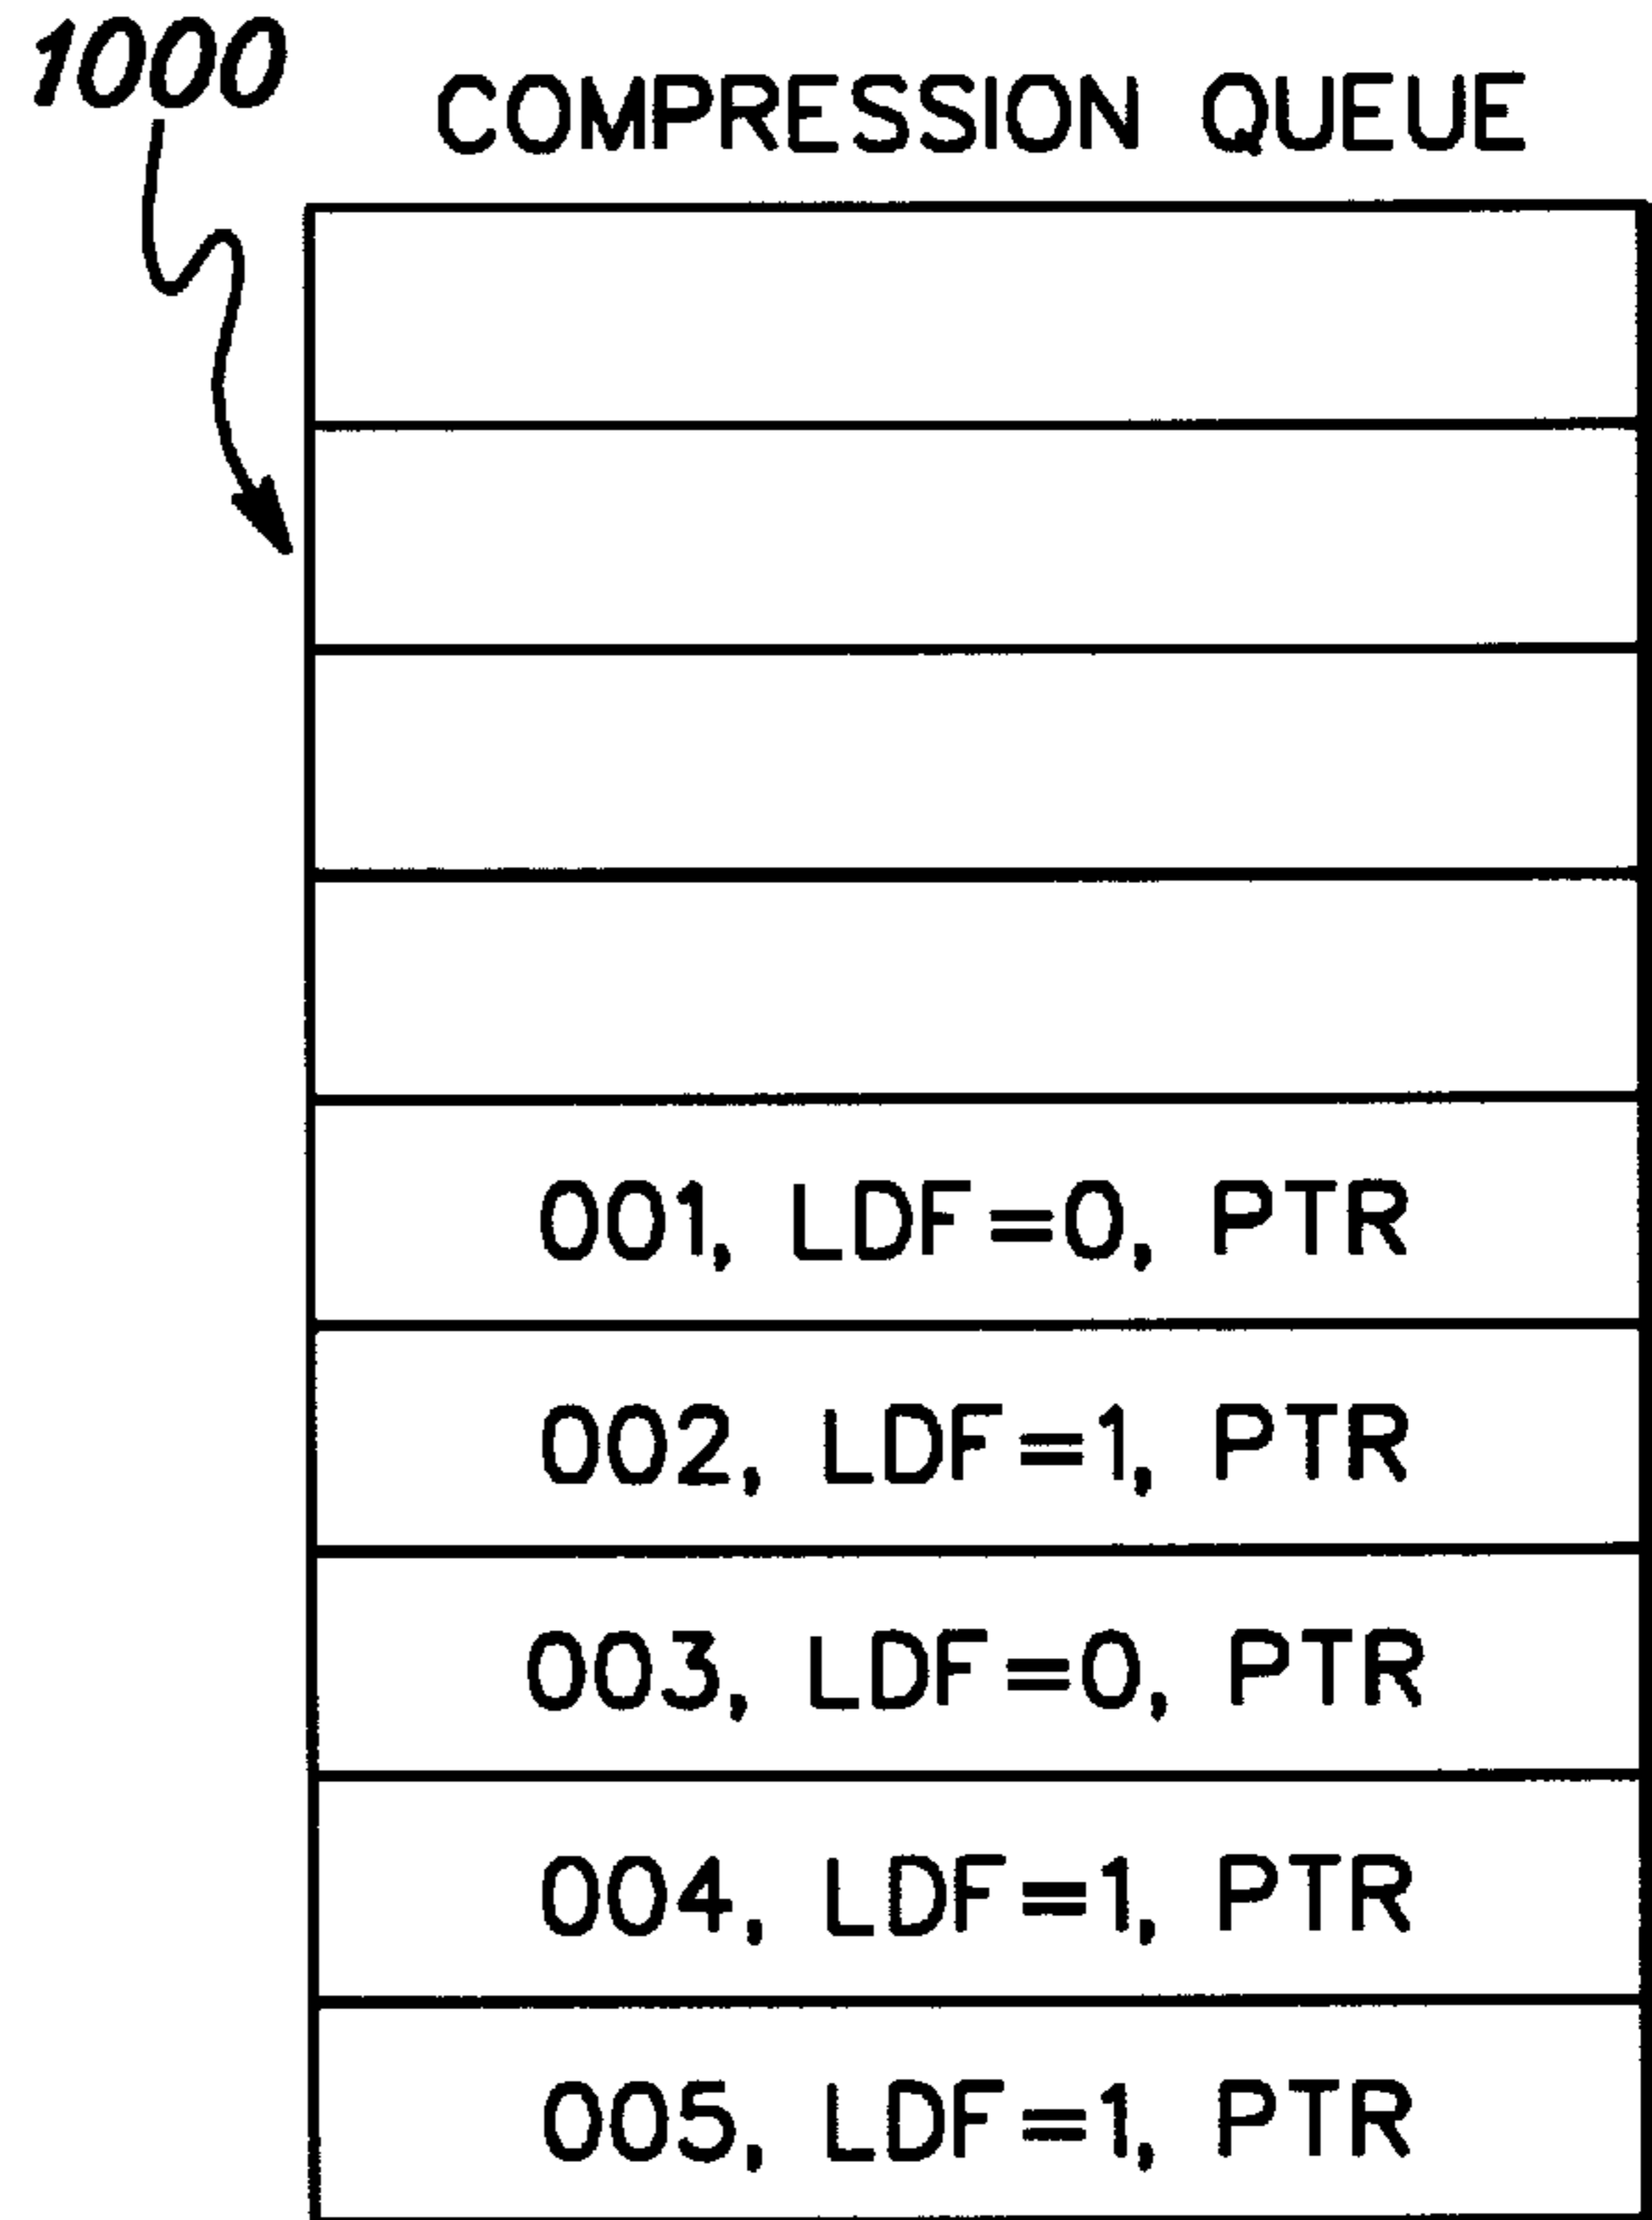 1000
COMPRESSION QUEUE
001, LDF=0, PTR
002, LDF=1, PTR
003, LDF=0, PTR
004, LDF=1, PTR
005, LDF=1, PTR